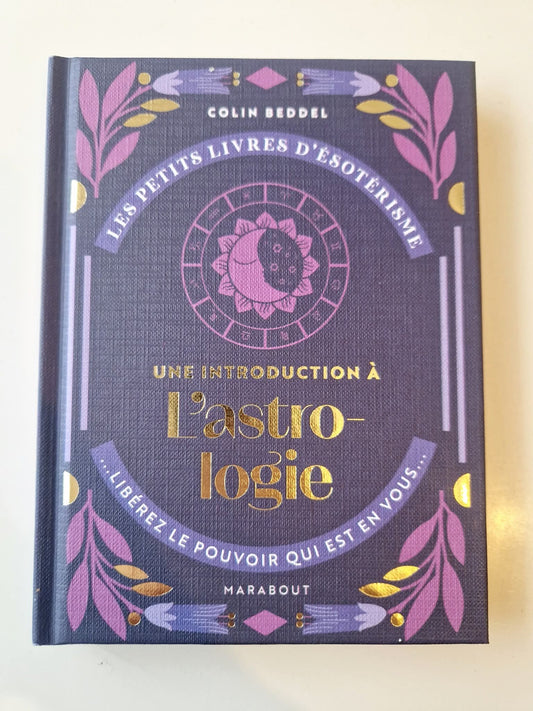 COLIN BEDDEL
LES PETITS LIVRES D'ÉSOTÉRISME
UNE INTRODUCTION À
L'astro-
logie
...LIBÉREZ LE POUVOIR QUI EST EN VOUS...
MARABOUT